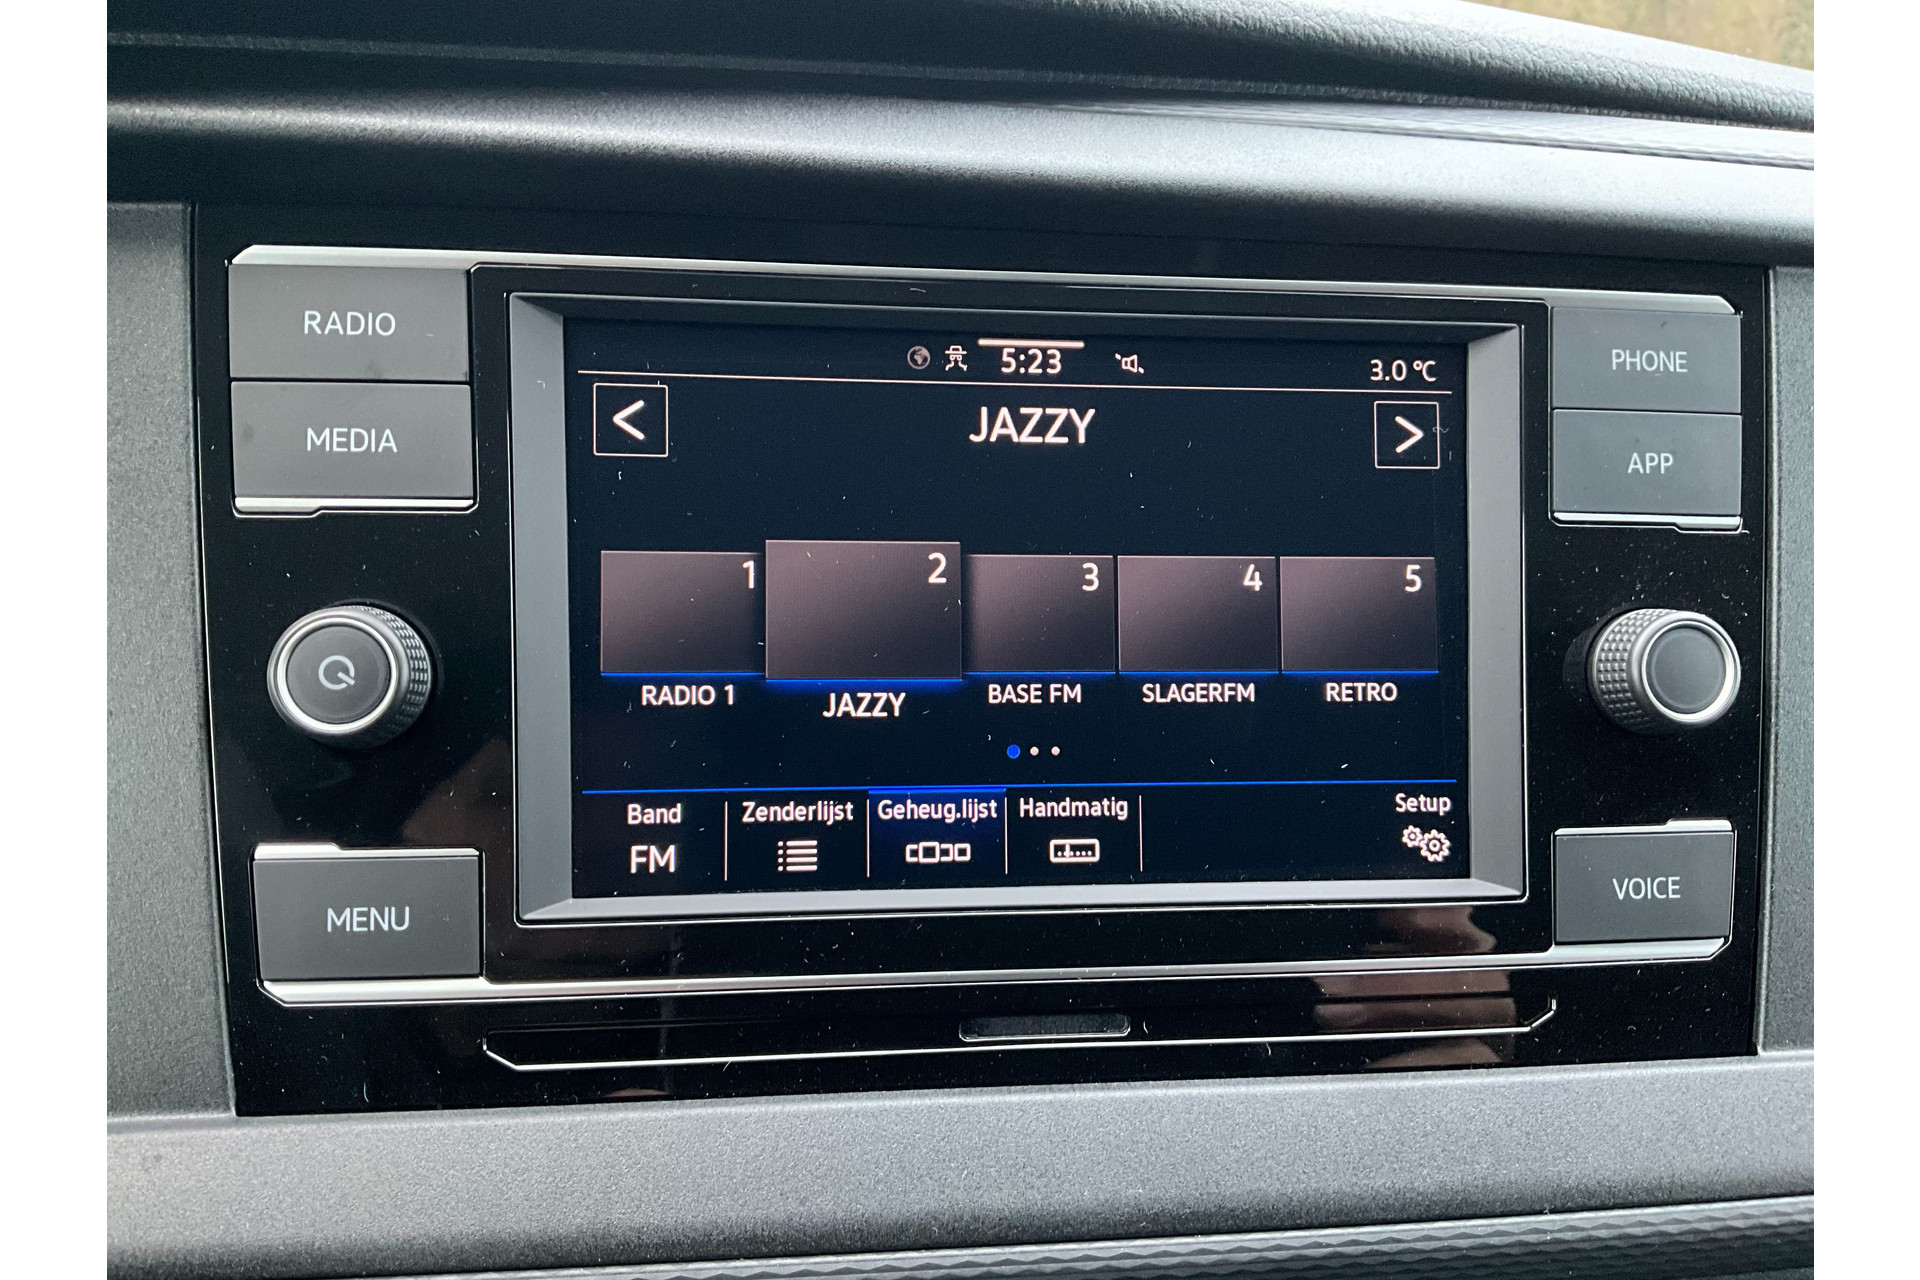 RADIO
MEDIA
MENU
5:23
3.0 °C
<
JAZZY
>
1
2
3
4
5
RADIO 1
JAZZY
BASE FM
SLAGERFM
RETRO
Band
FM
Zenderlijst
Geheug.lijst
Handmatig
Setup
PHONE
APP
VOICE